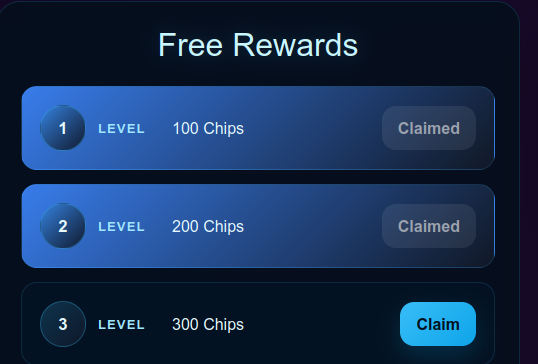 Free Rewards
1 LEVEL 100 Chips Claimed
2 LEVEL 200 Chips Claimed
3 LEVEL 300 Chips Claim